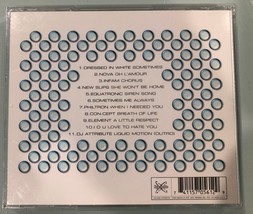 1.DRESSED IN WHITE SOMETIMES
2.NOVA OH L'AMOUR
3.INFAM CHORUS
4.NEW SLIPS SHE WON'T BE HOME
5.EQUATRONIC SIREN SONG
6.SOMETIMES ME ALWAYS
7.PHILTRON WHEN I NEEDED YOU
8.CON-CEPT BREATH OF LIFE
9.ELEMENT A LITTLE RESPECT
10.I.O U LOVE TO HATE YOU
11.DJ ATTRIBUTE LIQUID MOTION (OUTRO)